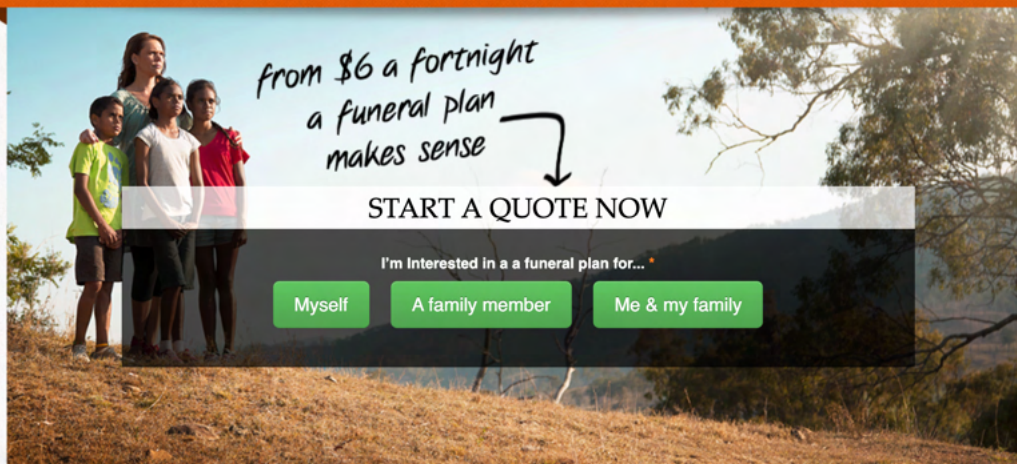 from $6 a fortnight
a funeral plan
makes sense
START A QUOTE NOW
I'm Interested in a a funeral plan for... *
Myself
A family member
Me & my family